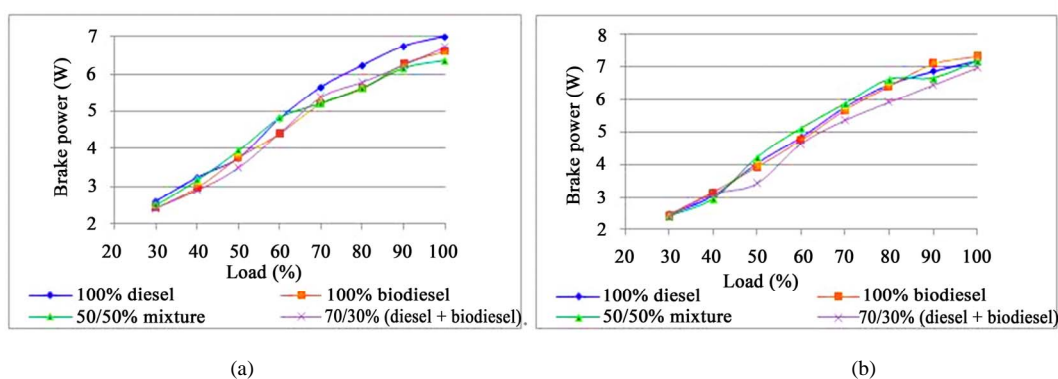 7
6
5
4
3
2
Brake power (W)
20 30 40 50 60 70 80 90 100
Load (%)
100% diesel 100% biodiesel
50/50% mixture 70/30% (diesel + biodiesel)
(a)
8
7
6
5
4
3
2
Brake power (W)
20 30 40 50 60 70 80 90 100
Load (%)
100% diesel 100% biodiesel
50/50% mixture 70/30% (diesel + biodiesel)
(b)